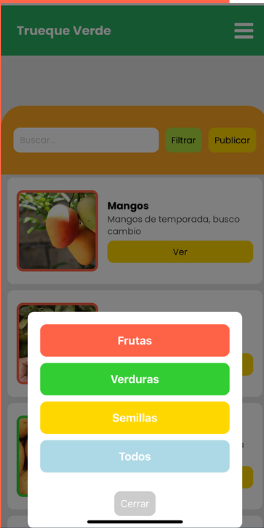 Trueque Verde
Buscar...
Filtrar
Publicar
Mangos
Mangos de temporada, busco
cambio
Ver
Frutas
Verduras
Semillas
Todos
Cerrar